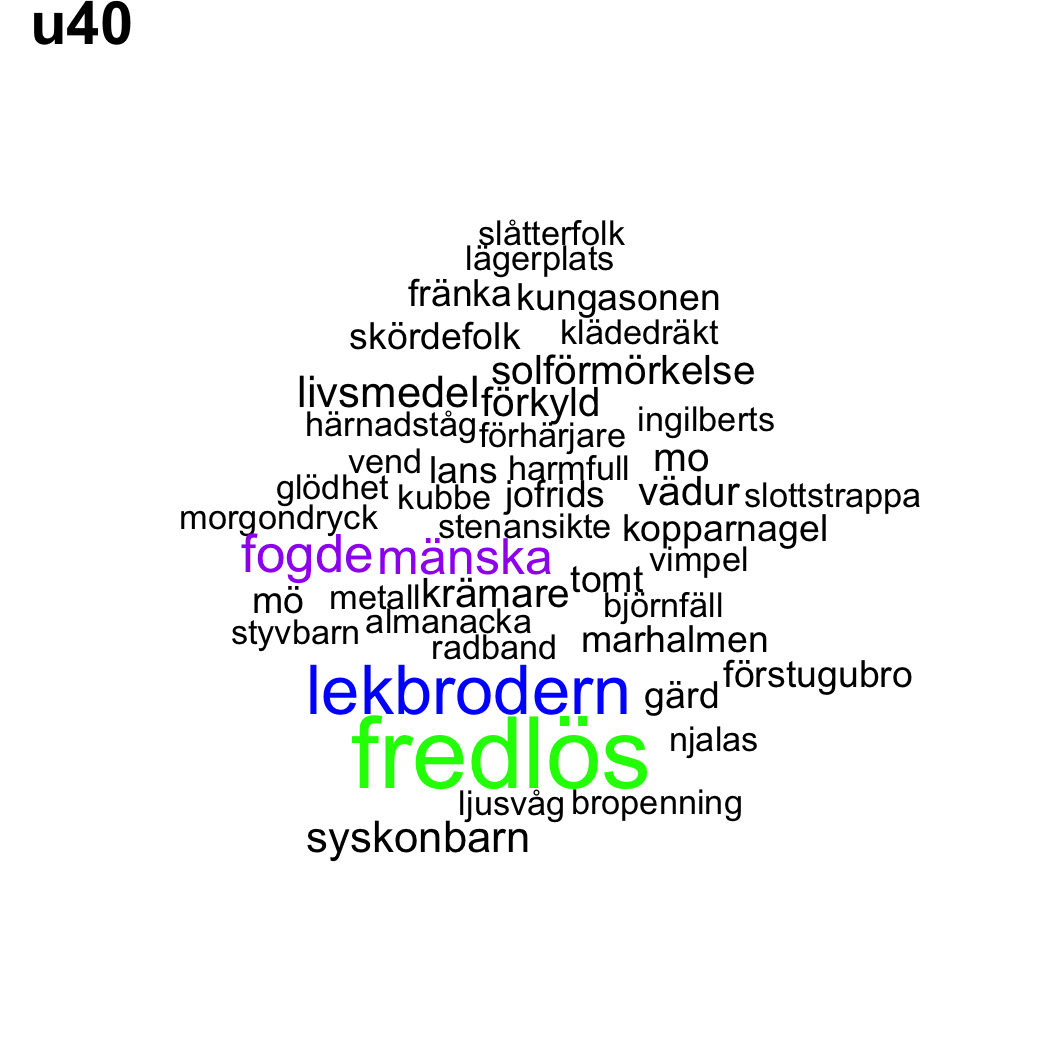 u40
slåtterfolk
lägerplats
fränka kungasonen
skördefolk klädedräkt
solförmörkelse
livsmedel förkyld
härnadståg förhärjare ingilberts
vend lans harmfull mo
glödhet kubbe jofrids vädur slottstrappa
morgondryck stenansikte kopparnagel
fogde mänska vimpel
mö metall krämare tomt björnfäll
styvbarn almanacka radband marhalmen
lekbrodern gärd förstugubro
fredlös njalas
ljusvåg bropenning
syskonbarn